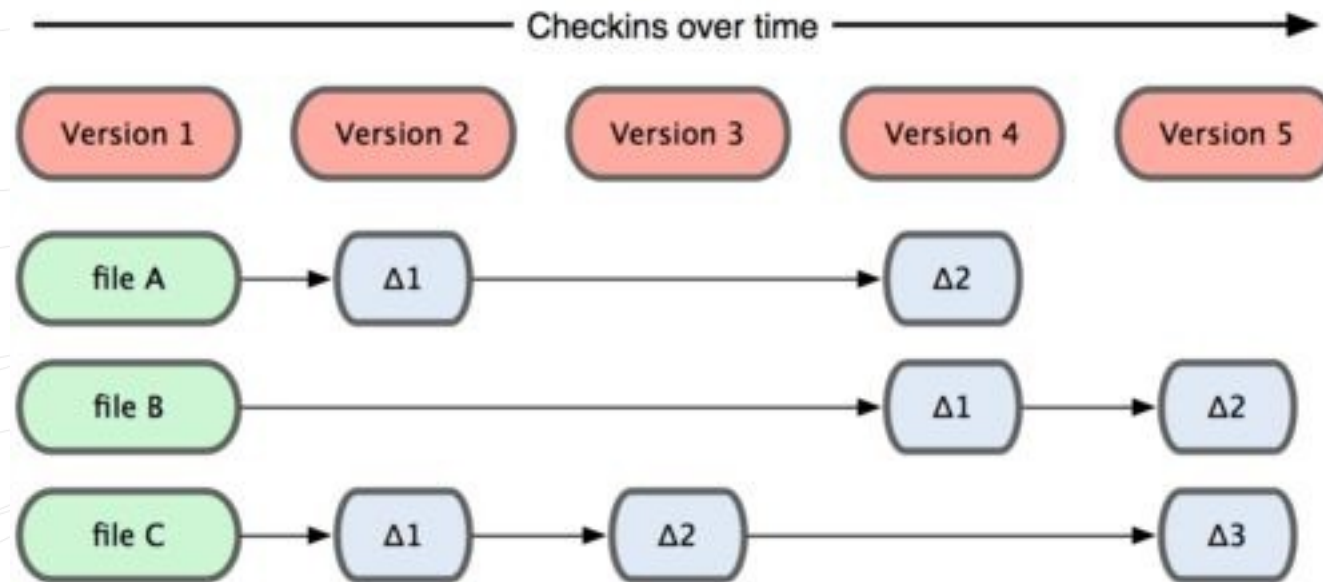 Checkins over time
Version 1 Version 2 Version 3 Version 4 Version 5
file A Δ1 Δ2
file B Δ1 Δ2
file C Δ1 Δ2 Δ3